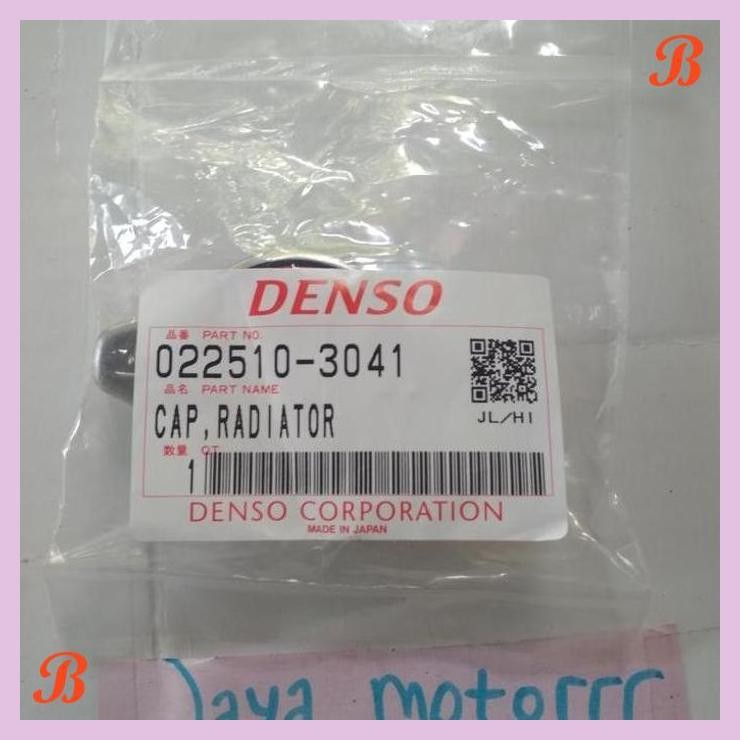 B
DENSO
品番 PART NO.
022510-3041
品名 PART NAME
CAP,RADIATOR
JL/HI
数量 QT
1
DENSO CORPORATION
MADE IN JAPAN
B
Jaya motorrr